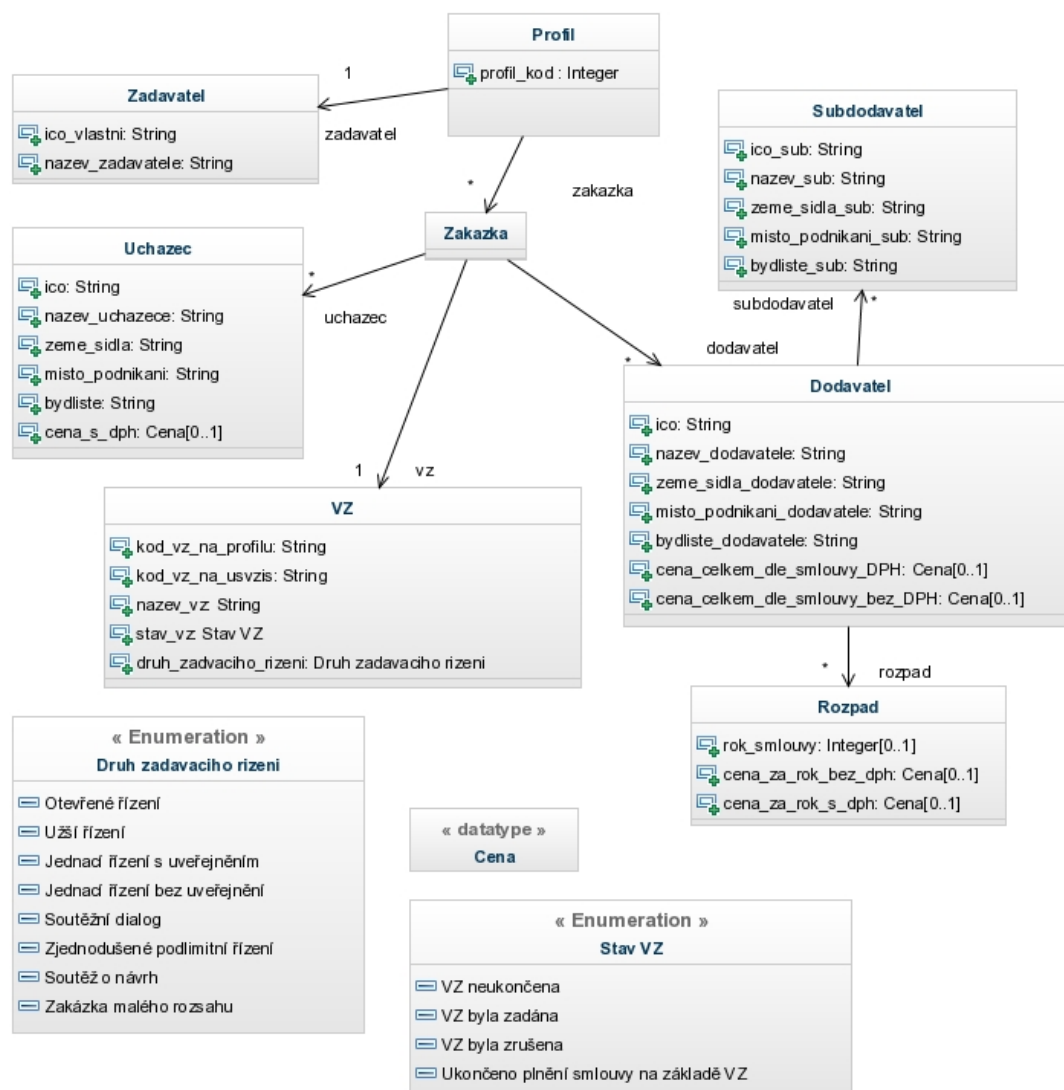 Profil
profil_kod : Integer
1
zadavatel
Zadavatel
ico_vlastni: String
nazev_zadavatele: String
*
zakazka
Zakazka
Subdodavatel
ico_sub: String
nazev_sub: String
zeme_sidla_sub: String
misto_podnikani_sub: String
bydliste_sub: String
subdodavatel
*
Uchazec
ico: String
nazev_uchazece: String
zeme_sidla: String
misto_podnikani: String
bydliste: String
cena_s_dph: Cena[0..1]
*
uchazec
dodavatel
*
Dodavatel
ico: String
nazev_dodavatele: String
zeme_sidla_dodavatele: String
misto_podnikani_dodavatele: String
bydliste_dodavatele: String
cena_celkem_dle_smlouvy_DPH: Cena[0..1]
cena_celkem_dle_smlouvy_bez_DPH: Cena[0..1]
1
vz
VZ
kod_vz_na_profilu: String
kod_vz_na_usvzis: String
nazev_vz: String
stav_vz: Stav VZ
druh_zadvaciho_rizeni: Druh zadavaciho rizeni
*
rozpad
Rozpad
rok_smlouvy: Integer[0..1]
cena_za_rok_bez_dph: Cena[0..1]
cena_za_rok_s_dph: Cena[0..1]
« Enumeration »
Druh zadavaciho rizeni
Otevřené řízení
Užší řízení
Jednací řízení s uveřejněním
Jednací řízení bez uveřejnění
Soutěžní dialog
Zjednodušené podlimitní řízení
Soutěž o návrh
Zakázka malého rozsahu
« datatype »
Cena
« Enumeration »
Stav VZ
VZ neukončena
VZ byla zadána
VZ byla zrušena
Ukončeno plnění smlouvy na základě VZ